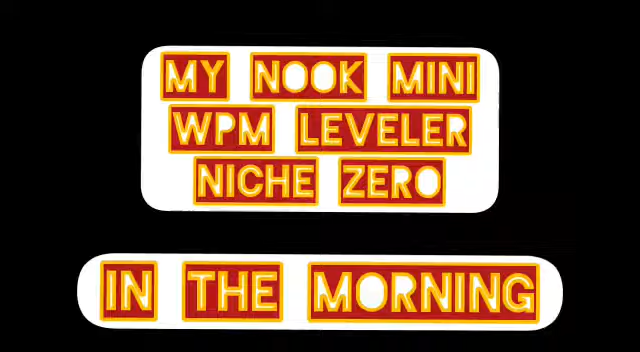 MY NOOK MINI
WPM LEVELER
NICHE ZERO
IN THE MORNING